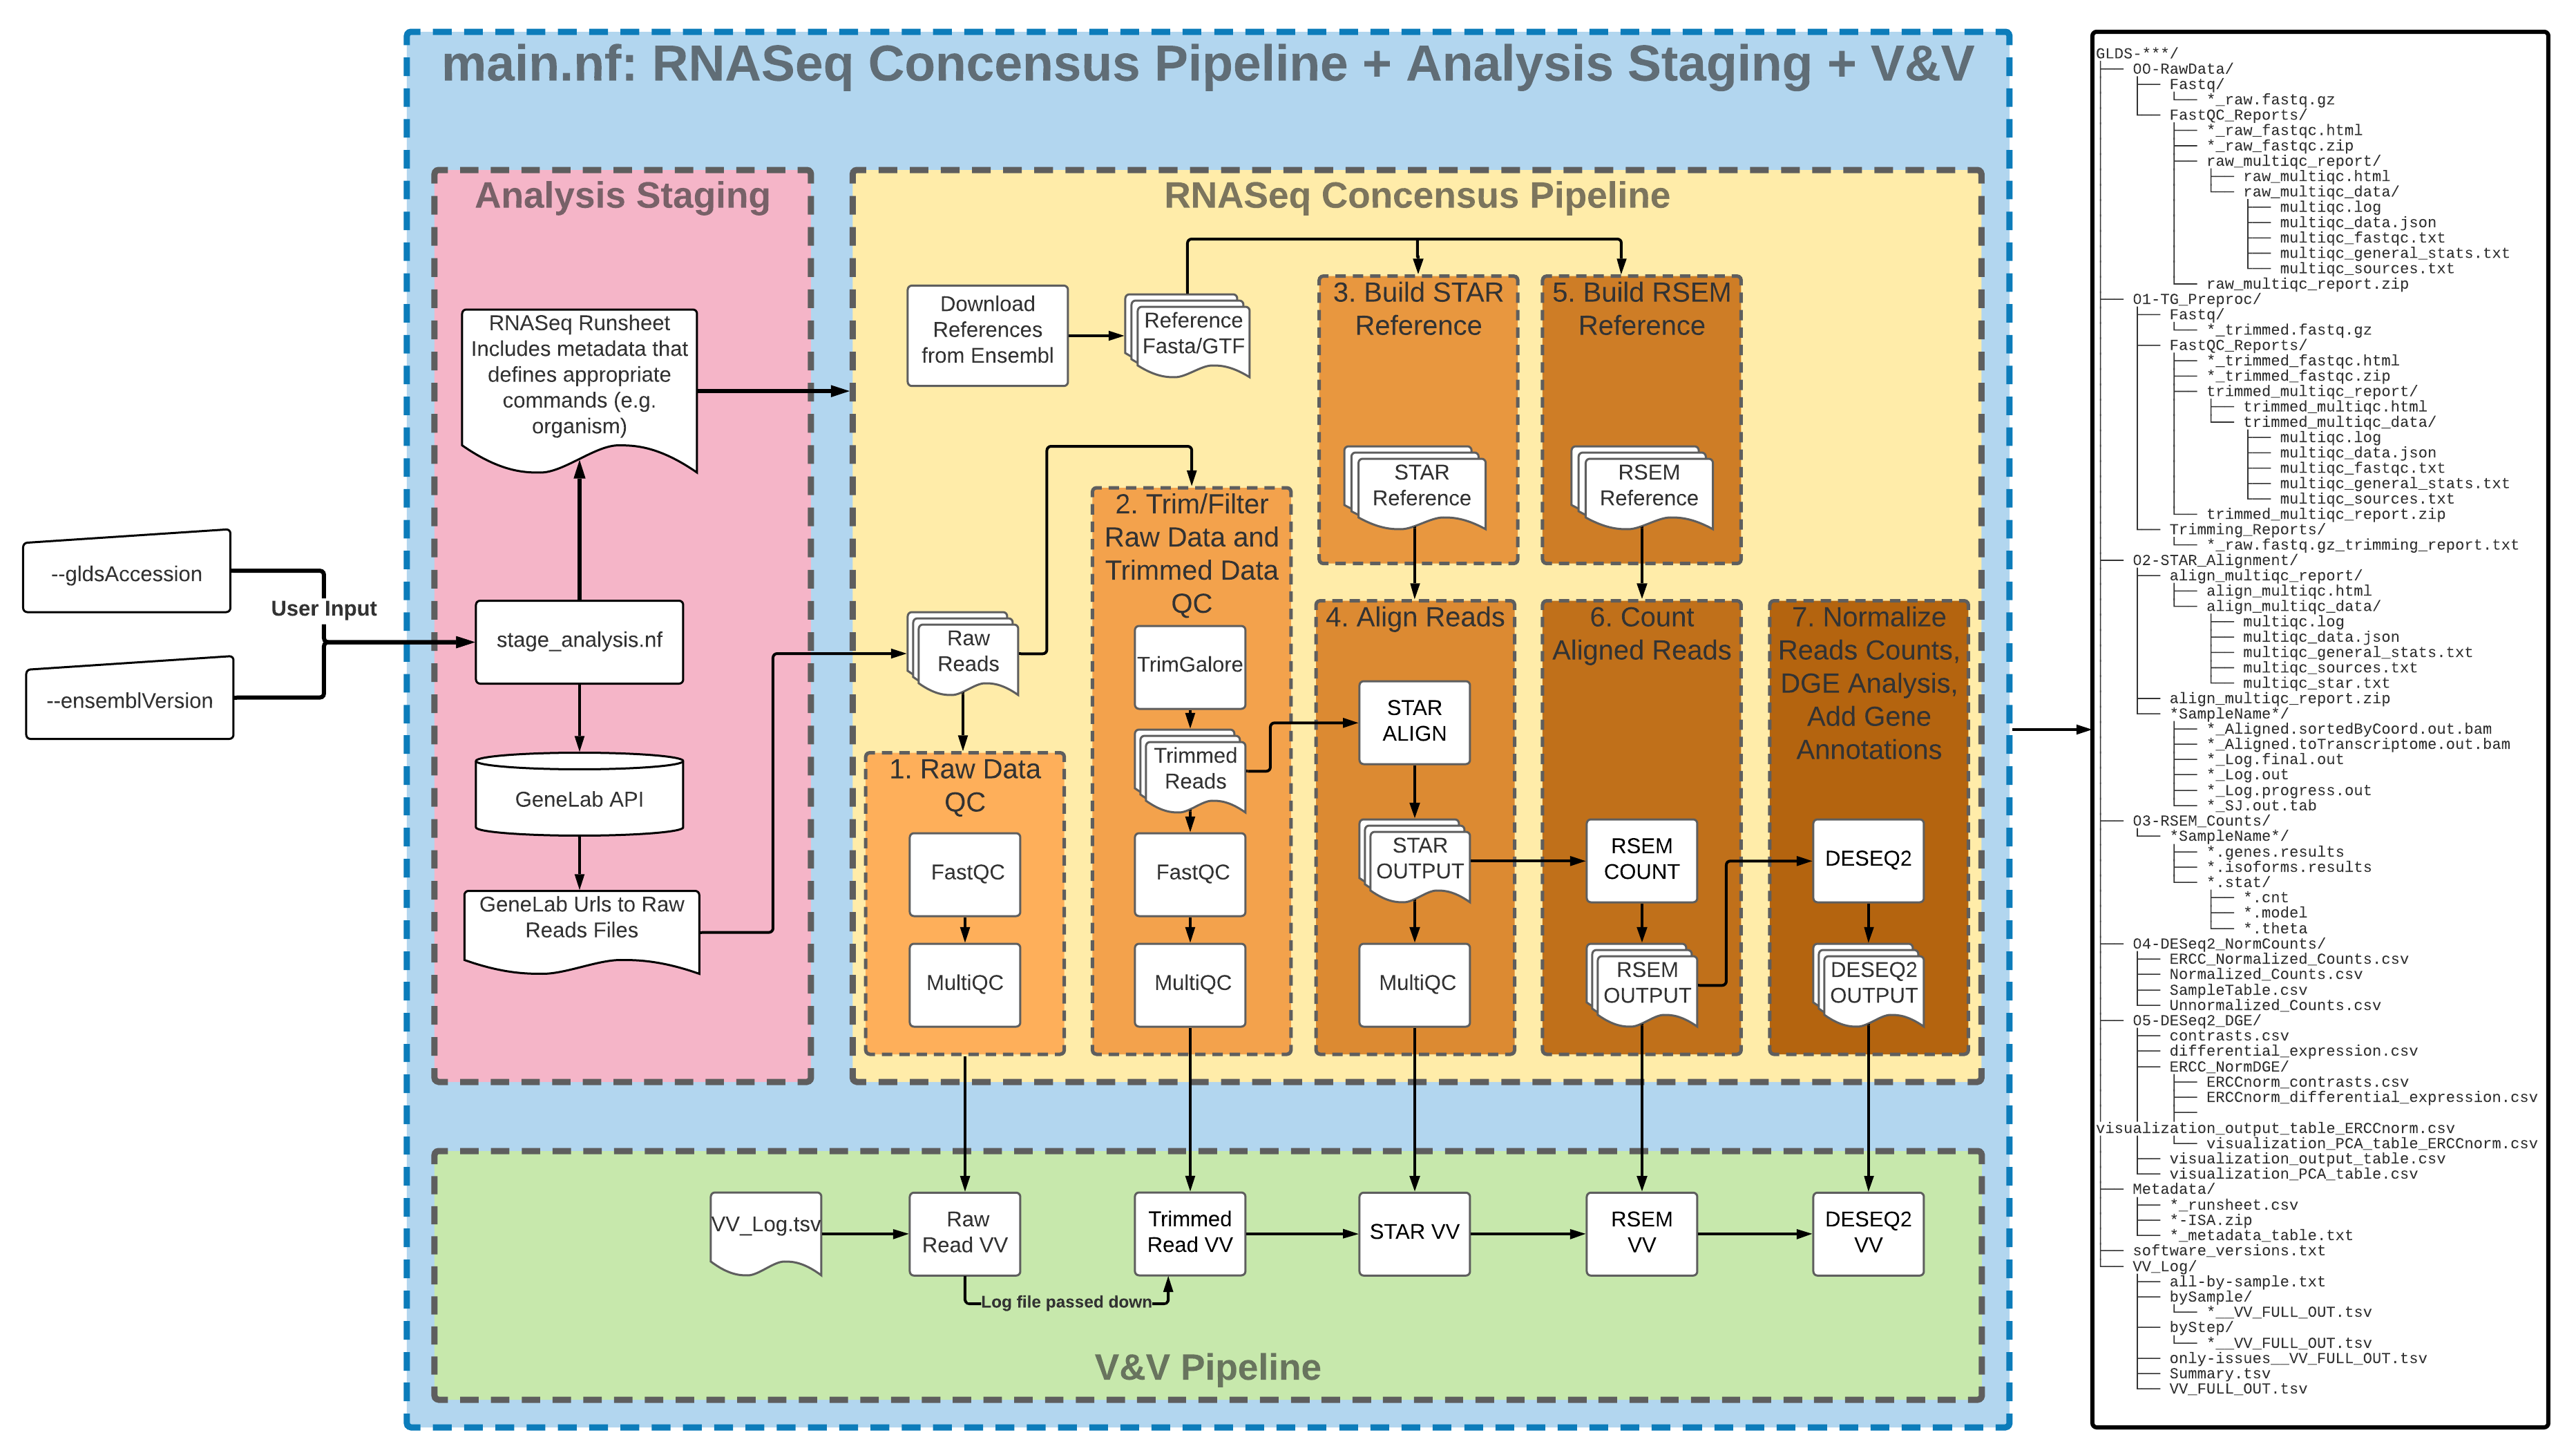 main.nf: RNASeq Concensus Pipeline + Analysis Staging + V&V
--gldsAccession
User Input
--ensemblVersion
Analysis Staging
RNASeq Runsheet
Includes metadata that
defines appropriate
commands (e.g.
organism)
stage_analysis.nf
GeneLab API
GeneLab Urls to Raw
Reads Files
RNASeq Concensus Pipeline
Download
References
from Ensembl
Reference
Fasta/GTF
Raw
Reads
1. Raw Data
QC
FastQC
MultiQC
2. Trim/Filter
Raw Data and
Trimmed Data
QC
TrimGalore
Trimmed
Reads
FastQC
MultiQC
3. Build STAR
Reference
STAR
Reference
4. Align Reads
STAR
ALIGN
STAR
OUTPUT
MultiQC
5. Build RSEM
Reference
RSEM
Reference
6. Count
Aligned Reads
RSEM
COUNT
RSEM
OUTPUT
7. Normalize
Reads Counts,
DGE Analysis,
Add Gene
Annotations
DESEQ2
DESEQ2
OUTPUT
VV_Log.tsv
Raw
Read VV
Log file passed down
Trimmed
Read VV
STAR VV
RSEM
VV
DESEQ2
VV
V&V Pipeline
GLDS-***/
├── 00-RawData/
│   ├── Fastq/
│   │   └── *_raw.fastq.gz
│   └── FastQC_Reports/
│       ├── *_raw_fastqc.html
│       ├── *_raw_fastqc.zip
│       ├── raw_multiqc_report/
│       │   ├── raw_multiqc.html
│       │   └── raw_multiqc_data/
│       │       ├── multiqc.log
│       │       ├── multiqc_data.json
│       │       ├── multiqc_fastqc.txt
│       │       ├── multiqc_general_stats.txt
│       │       └── multiqc_sources.txt
│       └── raw_multiqc_report.zip
├── 01-TG_Preproc/
│   ├── Fastq/
│   │   └── *_trimmed.fastq.gz
│   ├── FastQC_Reports/
│   │   ├── *_trimmed_fastqc.html
│   │   ├── *_trimmed_fastqc.zip
│   │   ├── trimmed_multiqc_report/
│   │   │   ├── trimmed_multiqc.html
│   │   │   └── trimmed_multiqc_data/
│   │   │       ├── multiqc.log
│   │   │       ├── multiqc_data.json
│   │   │       ├── multiqc_fastqc.txt
│   │   │       ├── multiqc_general_stats.txt
│   │   │       └── multiqc_sources.txt
│   │   └── trimmed_multiqc_report.zip
│   └── Trimming_Reports/
│       └── *_raw.fastq.gz_trimming_report.txt
├── 02-STAR_Alignment/
│   ├── align_multiqc_report/
│   │   ├── align_multiqc.html
│   │   └── align_multiqc_data/
│   │       ├── multiqc.log
│   │       ├── multiqc_data.json
│   │       ├── multiqc_general_stats.txt
│   │       ├── multiqc_sources.txt
│   │       └── multiqc_star.txt
│   ├── align_multiqc_report.zip
│   └── *SampleName*/
│       ├── *_Aligned.sortedByCoord.out.bam
│       ├── *_Aligned.toTranscriptome.out.bam
│       ├── *_Log.final.out
│       ├── *_Log.out
│       ├── *_Log.progress.out
│       └── *_SJ.out.tab
├── 03-RSEM_Counts/
│   └── *SampleName*/
│       ├── *.genes.results
│       ├── *.isoforms.results
│       └── *.stat/
│           ├── *.cnt
│           ├── *.model
│           └── *.theta
├── 04-DESeq2_NormCounts/
│   ├── ERCC_Normalized_Counts.csv
│   ├── Normalized_Counts.csv
│   ├── SampleTable.csv
│   └── Unnormalized_Counts.csv
├── 05-DESeq2_DGE/
│   ├── contrasts.csv
│   ├── differential_expression.csv
│   ├── ERCC_NormDGE/
│   │   ├── ERCCnorm_contrasts.csv
│   │   ├── ERCCnorm_differential_expression.csv
│   │   ├──
visualization_output_table_ERCCnorm.csv
│   │   └── visualization_PCA_table_ERCCnorm.csv
│   ├── visualization_output_table.csv
│   └── visualization_PCA_table.csv
├── Metadata/
│   ├── *_runsheet.csv
│   ├── *-ISA.zip
│   └── *_metadata_table.txt
├── software_versions.txt
└── VV_Log/
    ├── all-by-sample.txt
    ├── bySample/
    │   └── *__VV_FULL_OUT.tsv
    ├── byStep/
    │   └── *__VV_FULL_OUT.tsv
    ├── only-issues__VV_FULL_OUT.tsv
    ├── Summary.tsv
    └── VV_FULL_OUT.tsv